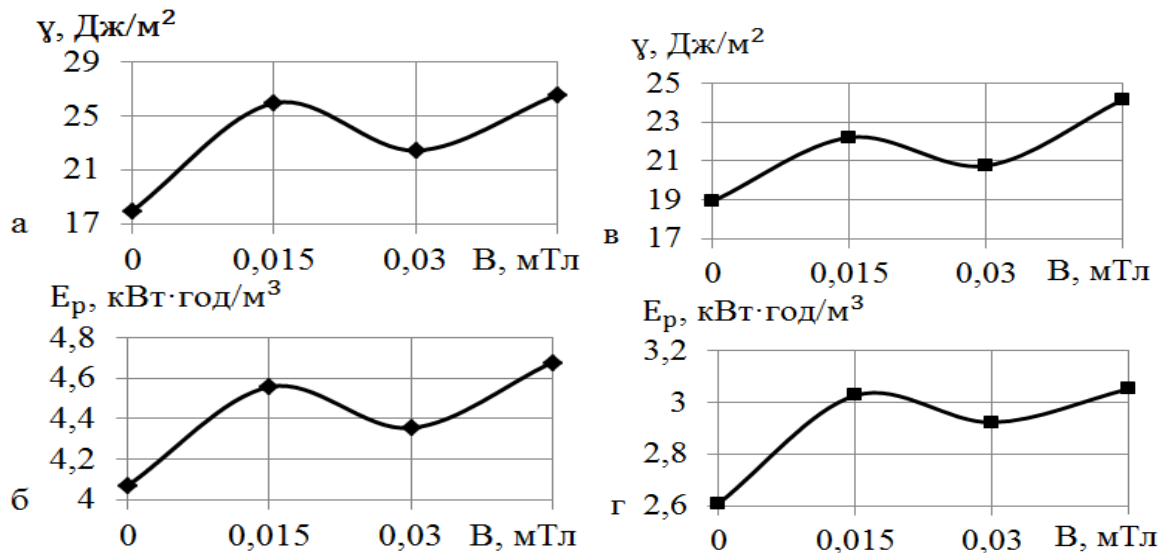 ɣ, Дж/м²
29
25
21
17
а
0 0,015 0,03 В, мТл
ɣ, Дж/м²
25
23
21
19
17
в
0 0,015 0,03 В, мТл
Eр, кВт·год/м³
4,8
4,6
4,4
4,2
4
б
0 0,015 0,03 В, мТл
Eр, кВт·год/м³
3,2
3
2,8
2,6
г
0 0,015 0,03 В, мТл